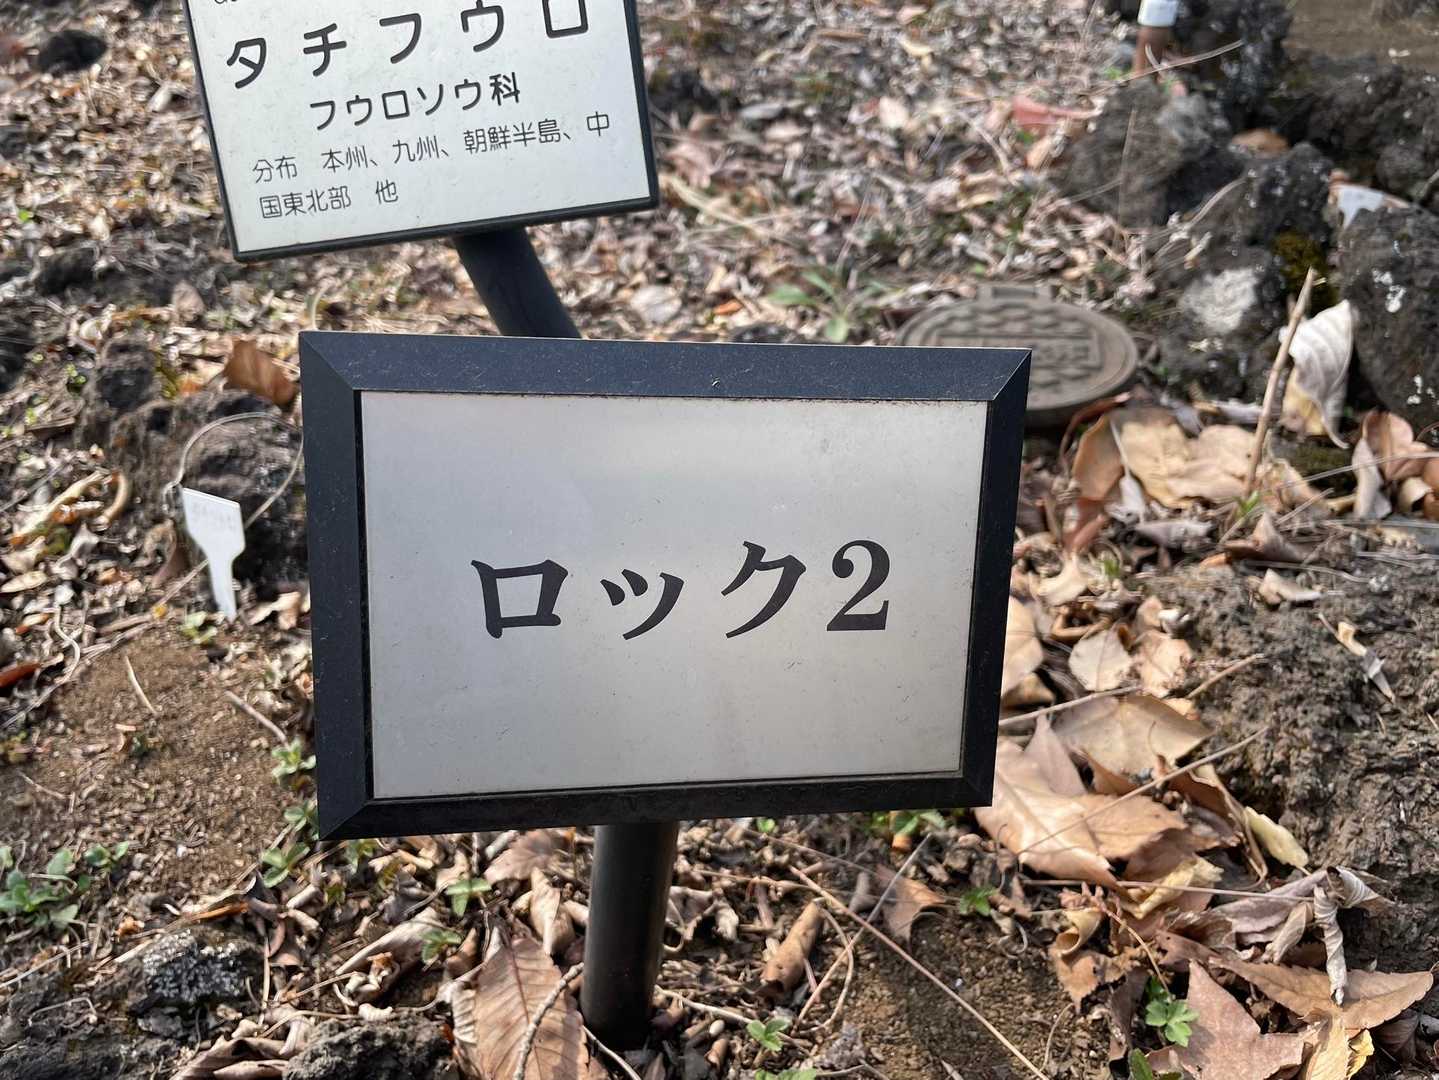 タチフウロ
フウロソウ科
分布　本州、九州、朝鮮半島、中
国東北部　他
ロック2